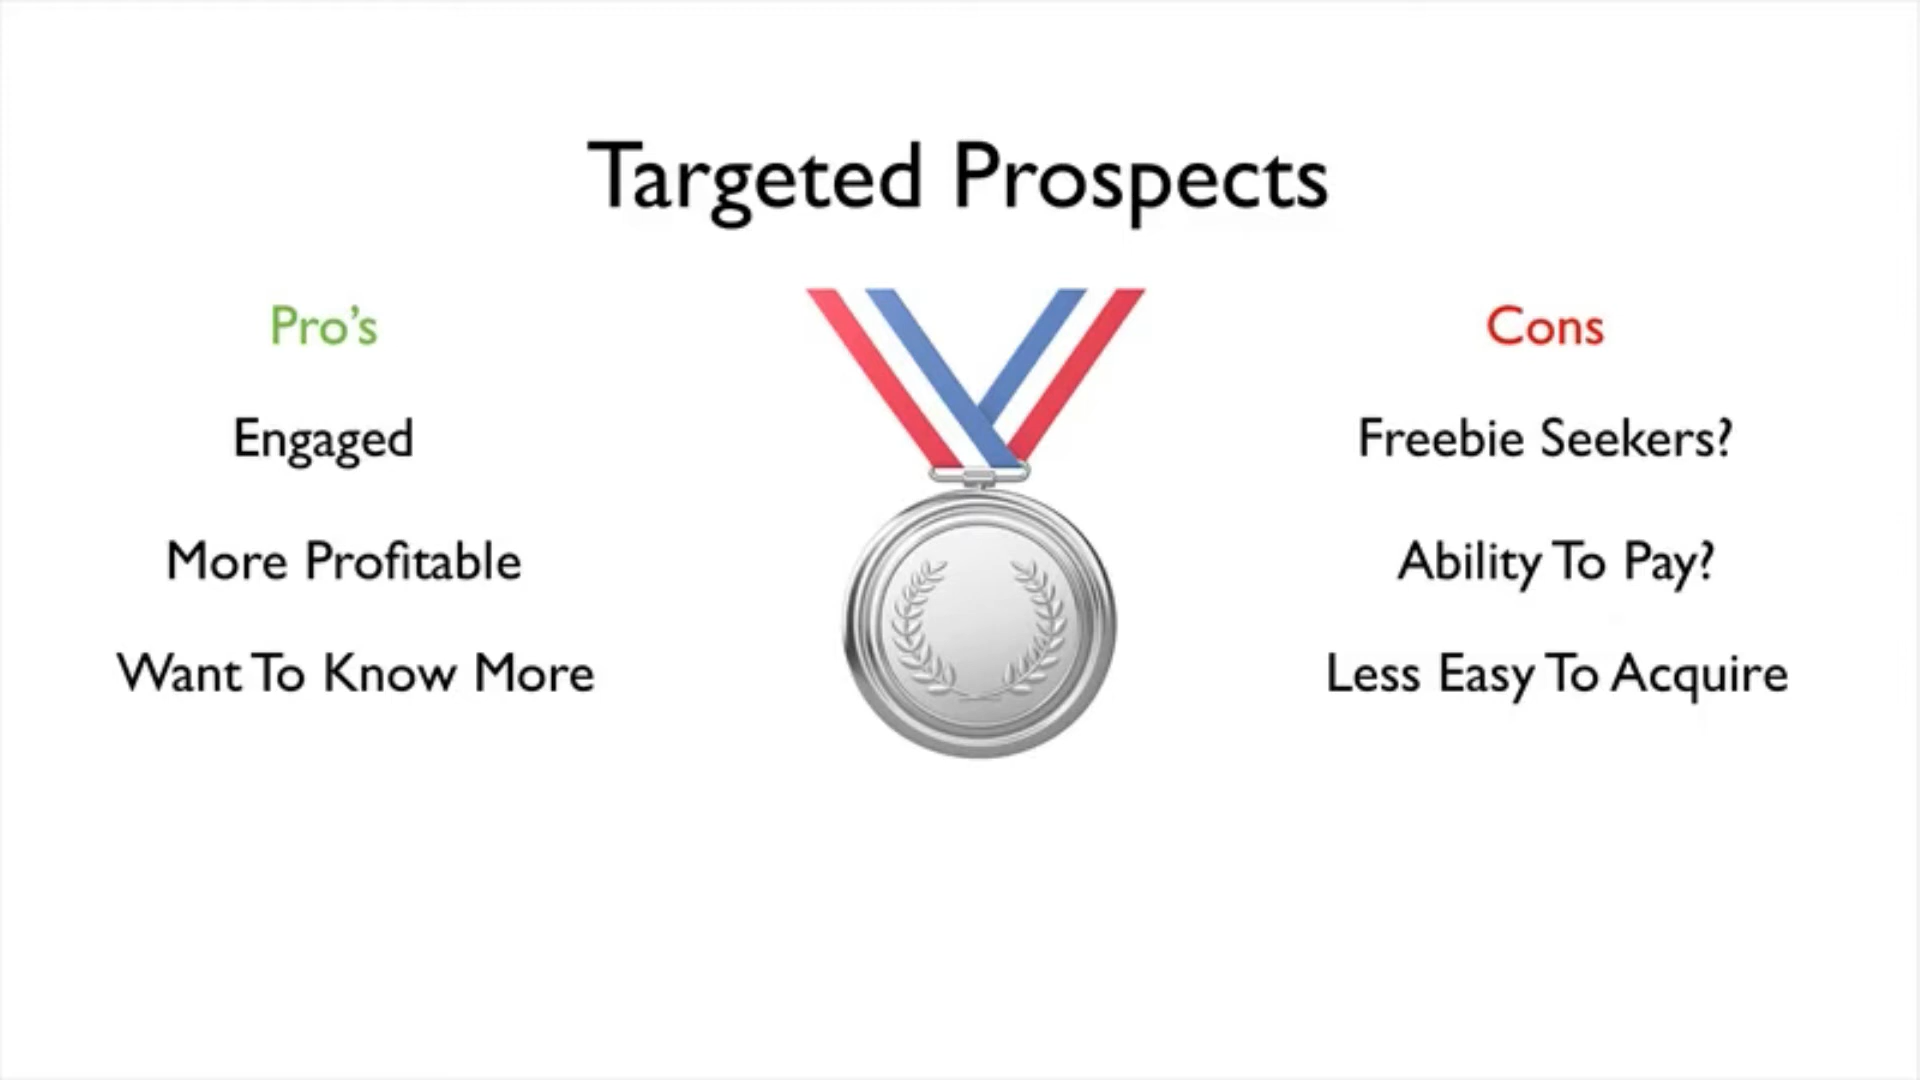 Targeted Prospects
Pro's
Engaged
More Profitable
Want To Know More
Cons
Freebie Seekers?
Ability To Pay?
Less Easy To Acquire